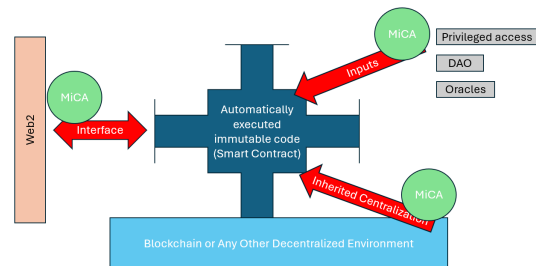 MiCA
Privileged access
Inputs
DAO
MiCA
Oracles
Web2
Interface
Automatically
executed
immutable code
(Smart Contract)
MiCA
Inherited Centralization
Blockchain or Any Other Decentralized Environment